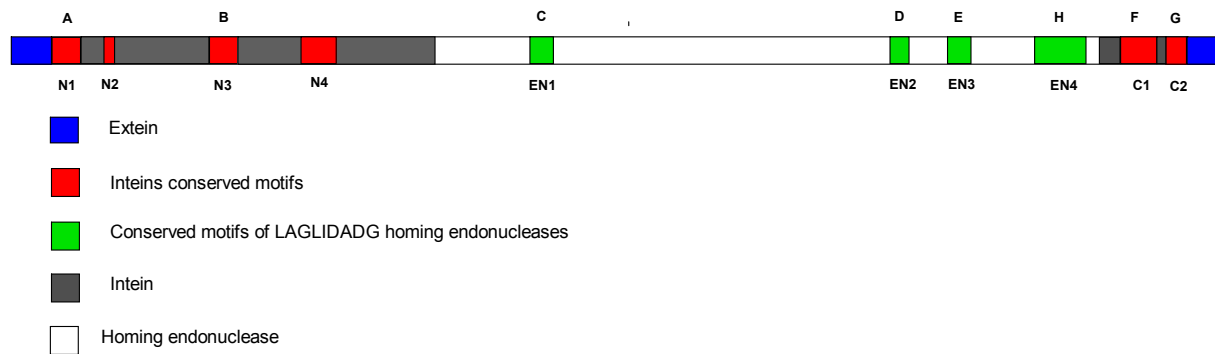 A B C D E H F G
N1 N2 N3 N4 EN1 EN2 EN3 EN4 C1 C2
Extein
Inteins conserved motifs
Conserved motifs of LAGLIDADG homing endonucleases
Intein
Homing endonuclease